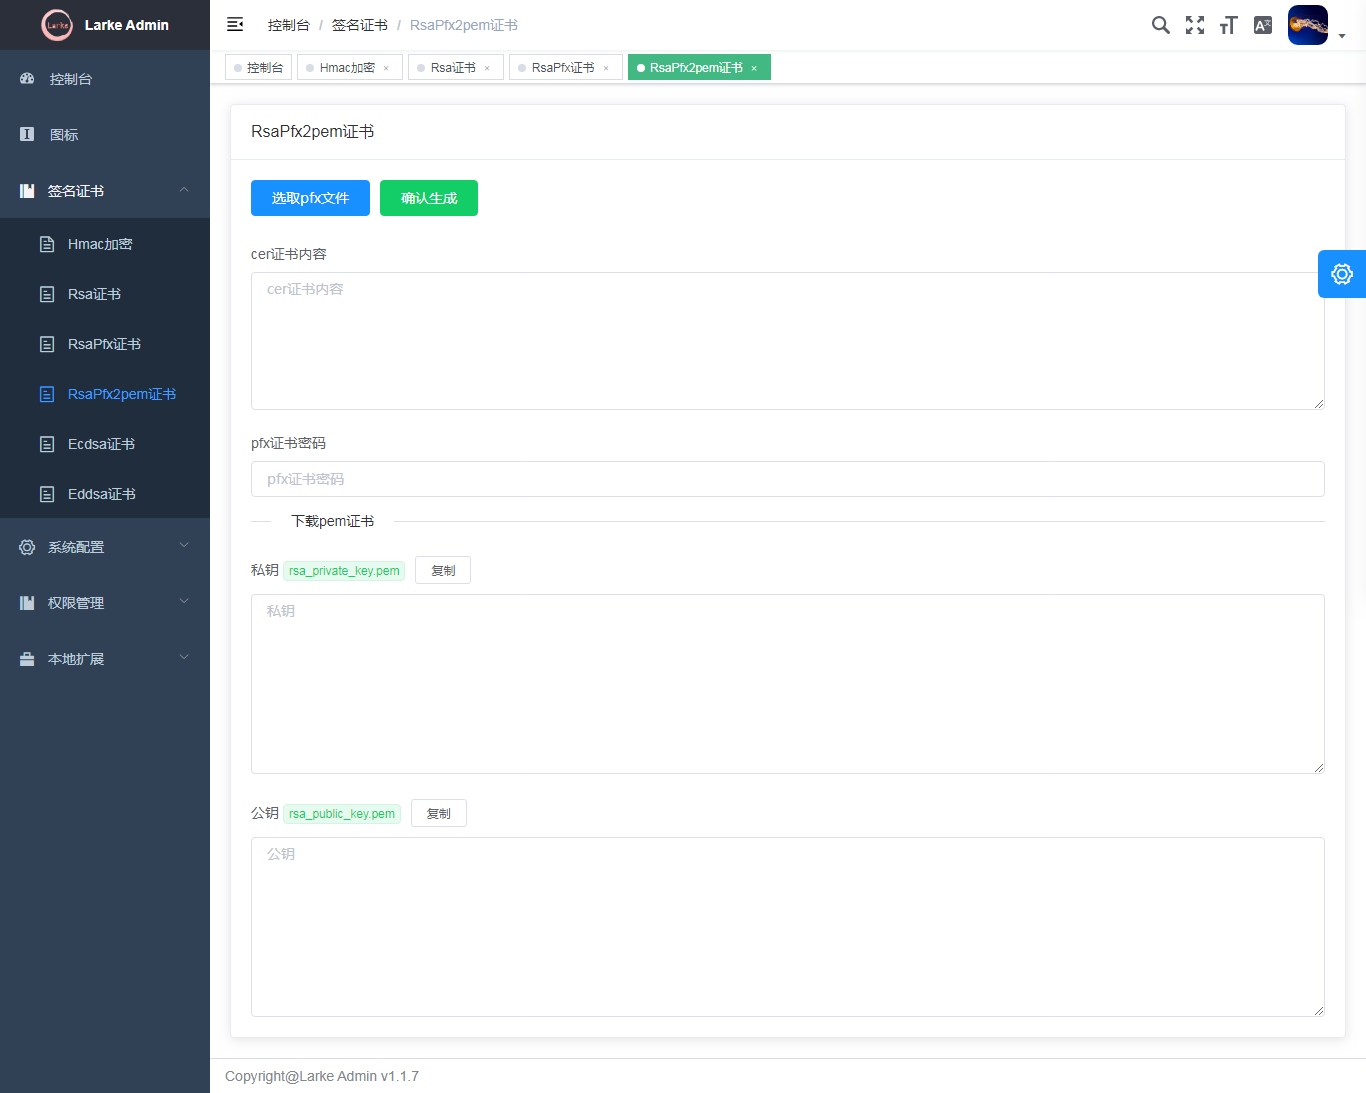 Larke
Larke Admin
控制台
图标
签名证书
Hmac加密
Rsa证书
RsaPfx证书
RsaPfx2pem证书
Ecdsa证书
Eddsa证书
系统配置
权限管理
本地扩展
控制台 / 签名证书 / RsaPfx2pem证书
控制台 Hmac加密 × Rsa证书 × RsaPfx证书 × RsaPfx2pem证书 ×
RsaPfx2pem证书
选取pfx文件 确认生成
cer证书内容
cer证书内容
pfx证书密码
pfx证书密码
下载pem证书
私钥 rsa_private_key.pem 复制
私钥
公钥 rsa_public_key.pem 复制
公钥
Copyright@Larke Admin v1.1.7